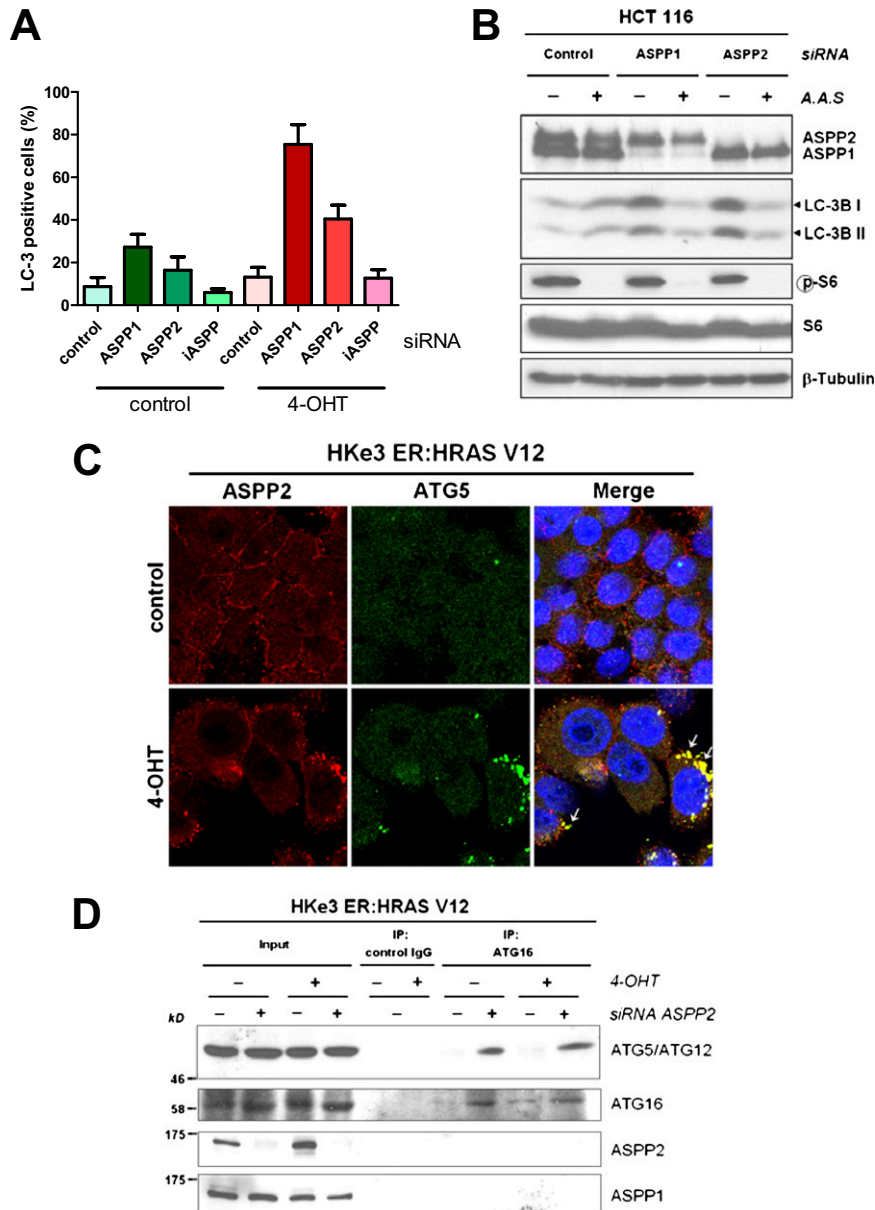 A
LC-3 positive cells (%)
100
80
60
40
20
0
control
ASPP1
ASPP2
iASPP
control
ASPP1
ASPP2
iASPP
siRNA
control
4-OHT
B
HCT 116
Control ASPP1 ASPP2 siRNA
– + – + – + A.A.S
ASPP2
ASPP1
LC-3B I
LC-3B II
p-S6
S6
β-Tubulin
C
HKe3 ER:HRAS V12
ASPP2 ATG5 Merge
control
4-OHT
D
HKe3 ER:HRAS V12
Input
IP:
control IgG
IP:
ATG16
– + – + – + 4-OHT
kD – + – + – – + – + siRNA ASPP2
ATG5/ATG12
46
58 ATG16
175
ASPP2
175
ASPP1